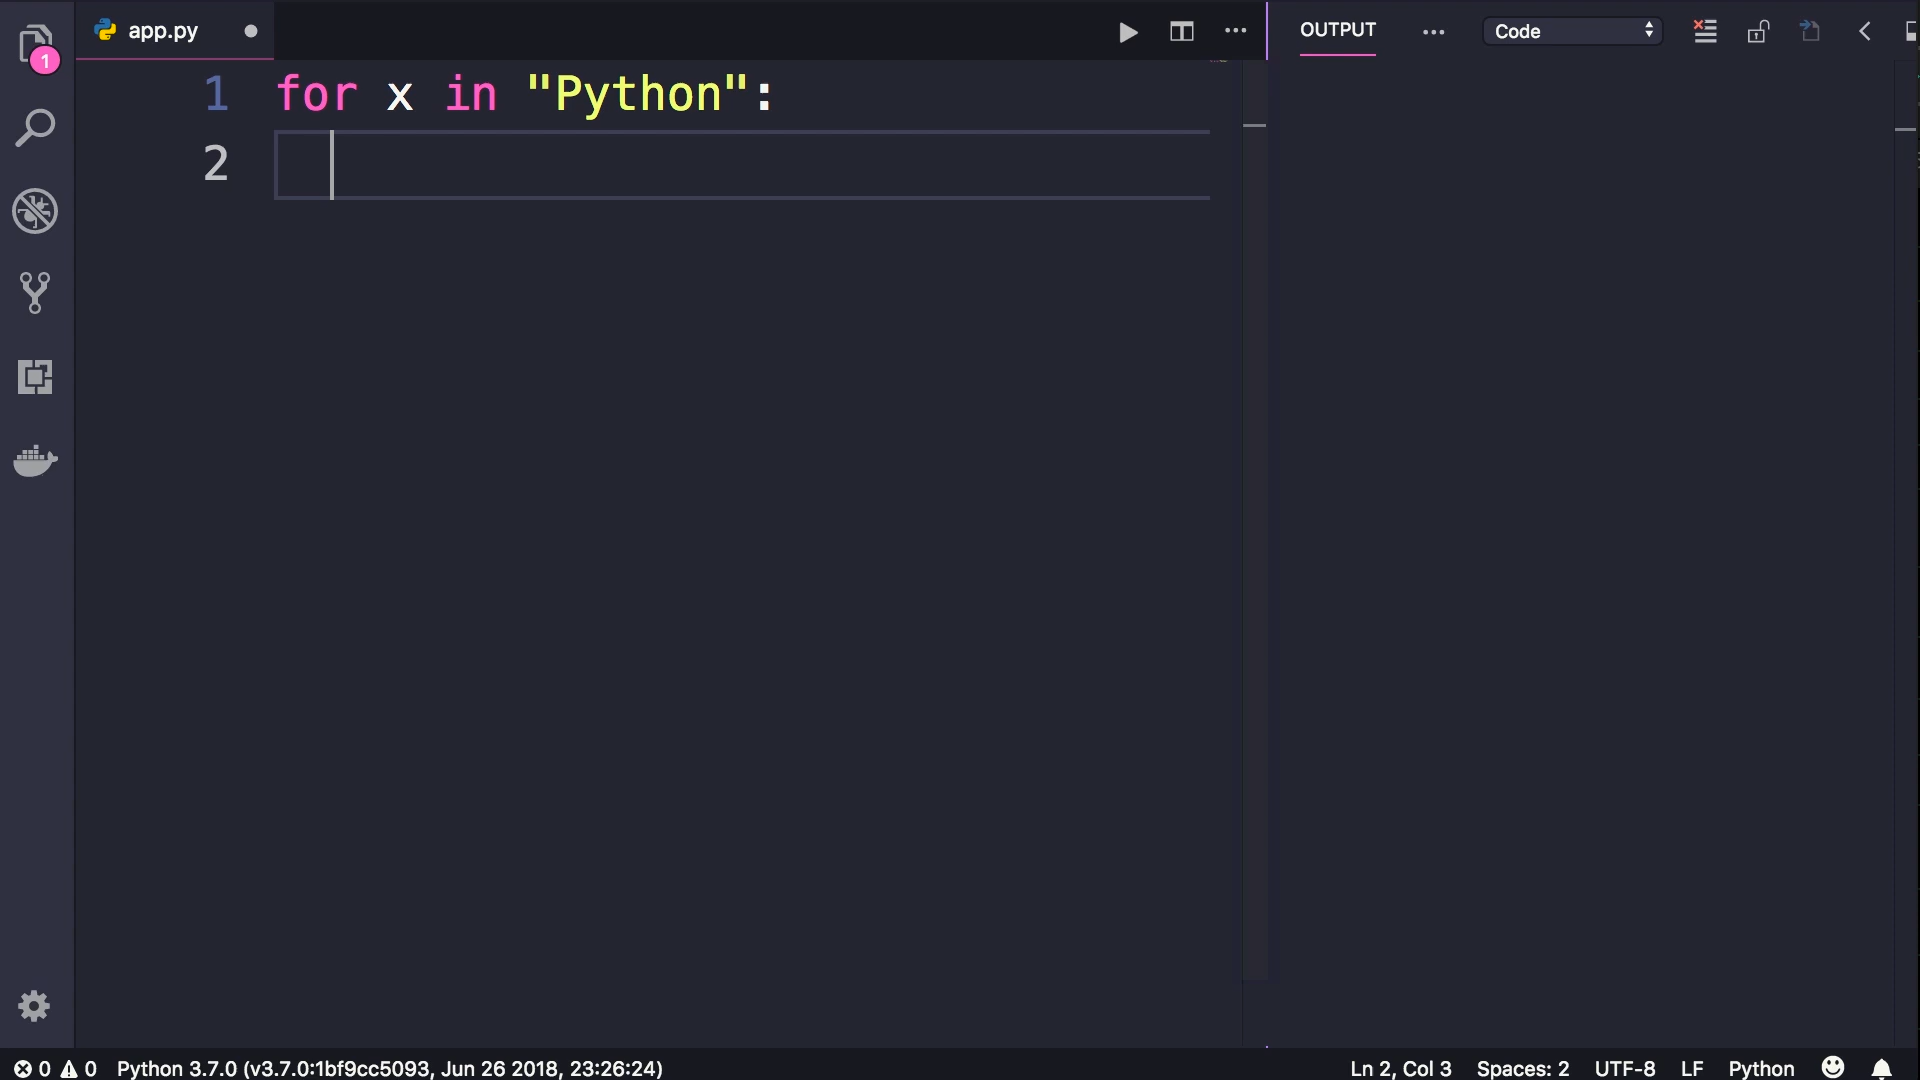 app.py
OUTPUT
Code
1
1 for x in "Python":
2
0 0 Python 3.7.0 (v3.7.0:1bf9cc5093, Jun 26 2018, 23:26:24) Ln 2, Col 3 Spaces: 2 UTF-8 LF Python